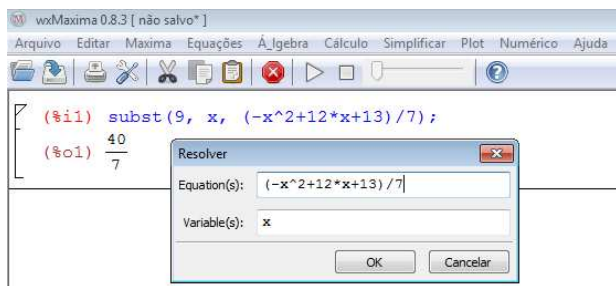 wxMaxima 0.8.3 [ não salvo* ]
Arquivo Editar Maxima Equações Á_lgebra Cálculo Simplificar Plot Numérico Ajuda
(%i1) subst(9, x, (-x^2+12*x+13)/7);
(%o1) 40/7
Resolver
Equation(s): (-x^2+12*x+13)/7
Variable(s): x
OK Cancelar